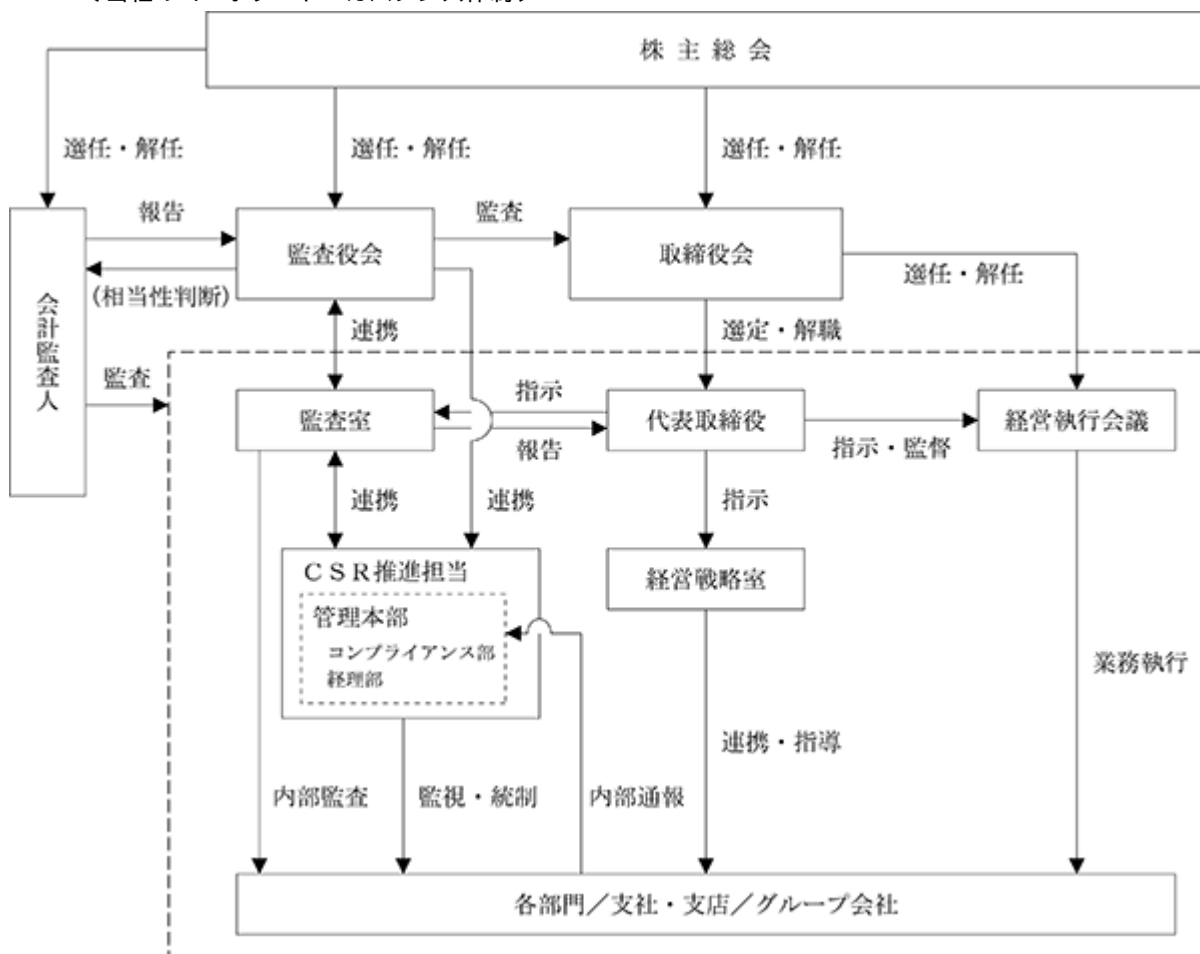 株主総会
選任・解任
選任・解任
選任・解任
報告
監査
監査役会
取締役会
選任・解任
(相当性判断)
会計監査人
連携
選定・解職
監査
指示
監査室
代表取締役
経営執行会議
報告
指示・監督
連携
連携
指示
CSR推進担当
経営戦略室
管理本部
コンプライアンス部
経理部
業務執行
連携・指導
内部監査
監視・統制
内部通報
各部門／支社・支店／グループ会社